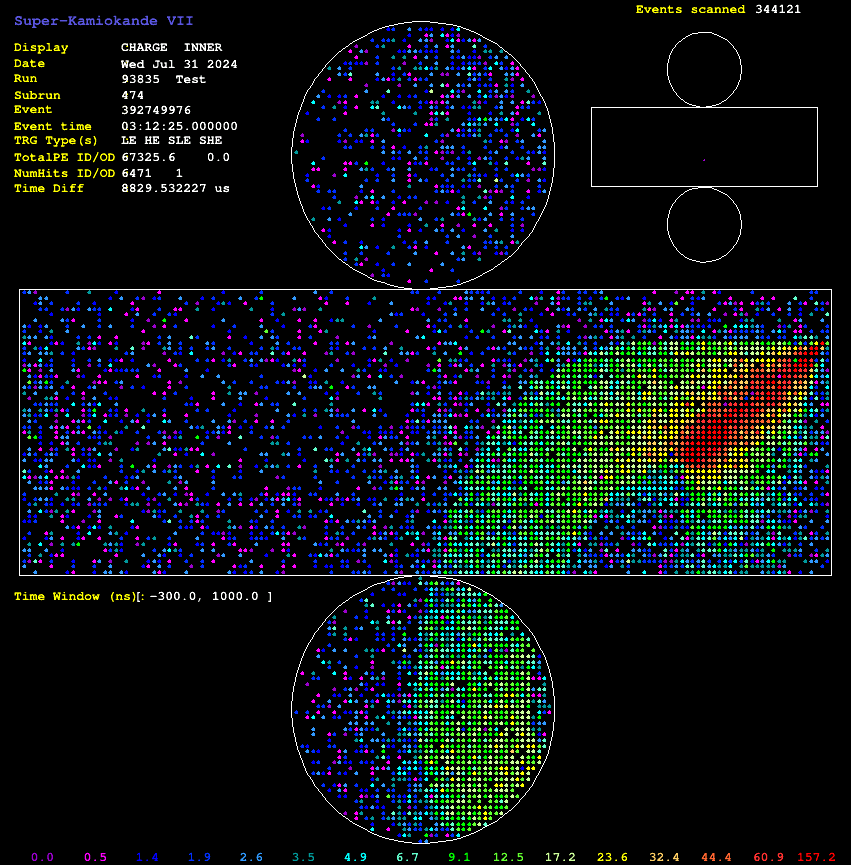 Super-Kamiokande VII
Events scanned 344121
Display CHARGE INNER
Date Wed Jul 31 2024
Run 93835 Test
Subrun 474
Event 392749976
Event time 03:12:25.000000
TRG Type(s) LE HE SLE SHE
TotalPE ID/OD 67325.6 0.0
NumHits ID/OD 6471 1
Time Diff 8829.532227 us
Time Window (ns)[: −300.0, 1000.0 ]
0.0 0.5 1.4 1.9 2.6 3.5 4.9 6.7 9.1 12.5 17.2 23.6 32.4 44.4 60.9 157.2